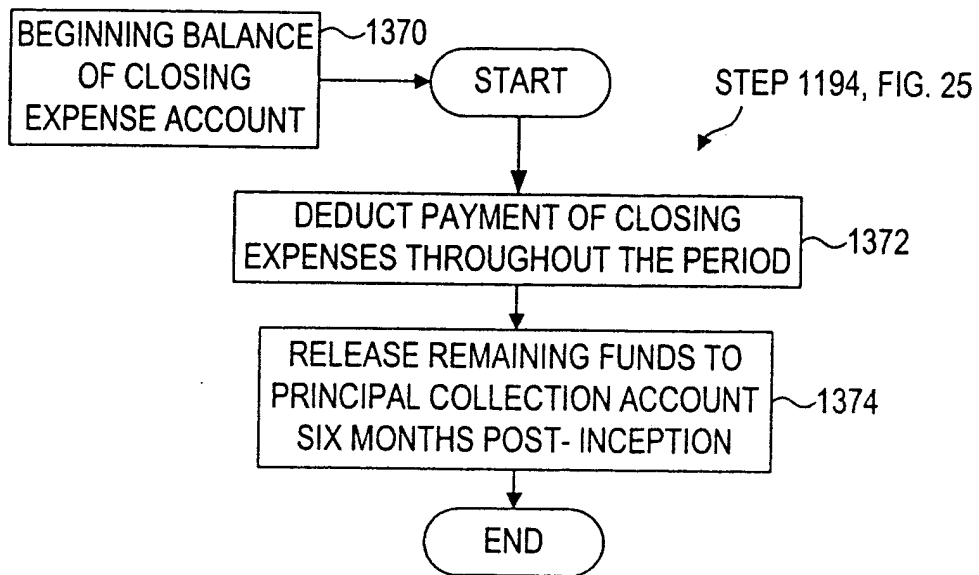 BEGINNING BALANCE
OF CLOSING
EXPENSE ACCOUNT
1370
START
STEP 1194, FIG. 25
DEDUCT PAYMENT OF CLOSING
EXPENSES THROUGHOUT THE PERIOD
1372
RELEASE REMAINING FUNDS TO
PRINCIPAL COLLECTION ACCOUNT
SIX MONTHS POST- INCEPTION
1374
END